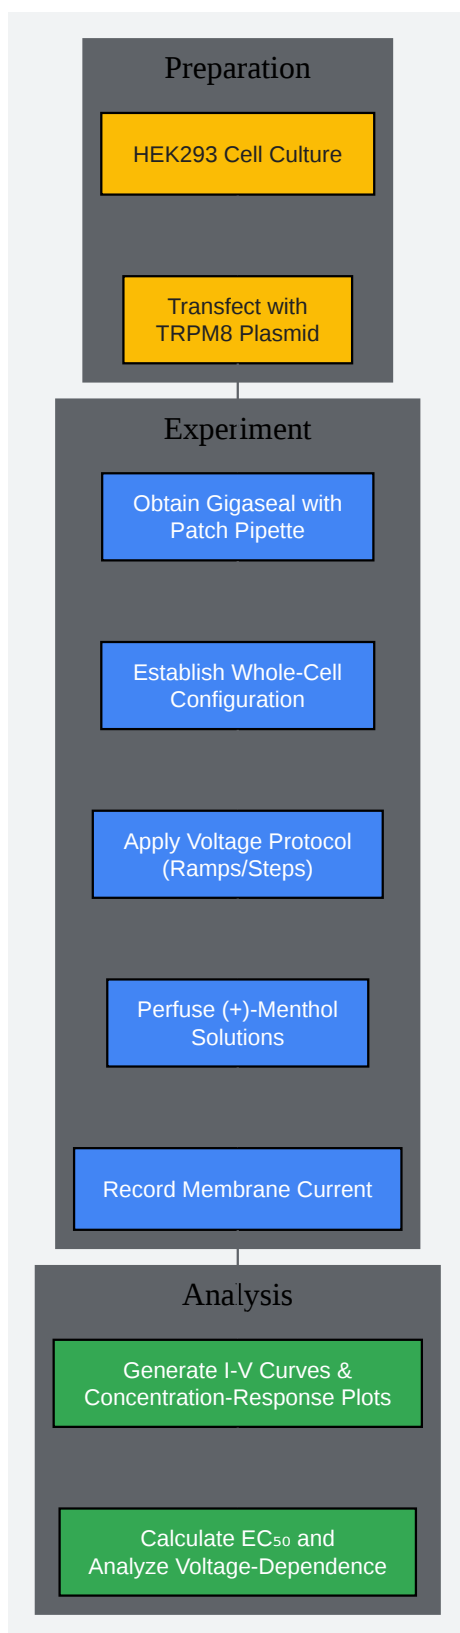 Preparation
HEK293 Cell Culture
Transfect with
TRPM8 Plasmid
Experiment
Obtain Gigaseal with
Patch Pipette
Establish Whole-Cell
Configuration
Apply Voltage Protocol
(Ramps/Steps)
Perfuse (+)-Menthol
Solutions
Record Membrane Current
Analysis
Generate I-V Curves &
Concentration-Response Plots
Calculate EC₅₀ and
Analyze Voltage-Dependence